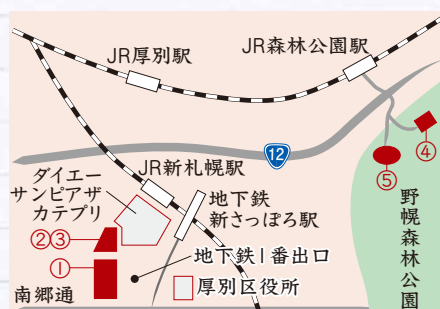 JR厚別駅
JR森林公園駅
12
JR新札幌駅
ダイエー
サンピアザ
カテプリ
地下鉄
新さっぽろ駅
④
⑤
②③
①
地下鉄1番出口
厚別区役所
南郷通
野幌森林公園